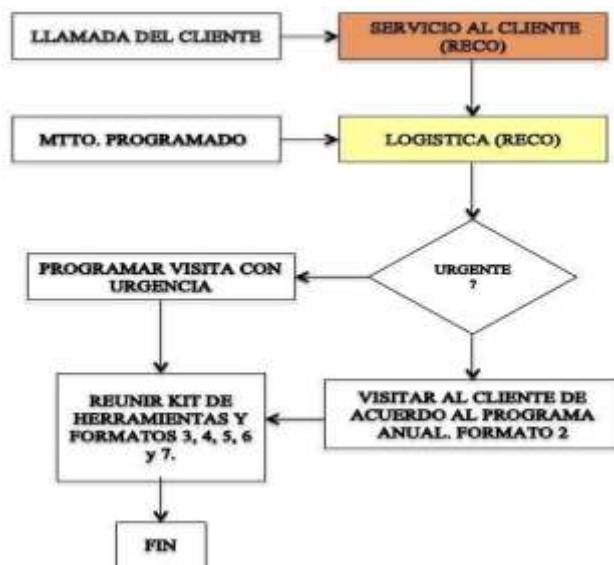 LLAMADA DEL CLIENTE
SERVICIO AL CLIENTE
(RECO)
MTTO. PROGRAMADO
LOGISTICA (RECO)
URGENTE
?
PROGRAMAR VISITA CON
URGENCIA
VISITAR AL CLIENTE DE
ACUERDO AL PROGRAMA
ANUAL. FORMATO 2
REUNIR KIT DE
HERRAMIENTAS Y
FORMATOS 3, 4, 5, 6
y 7.
FIN